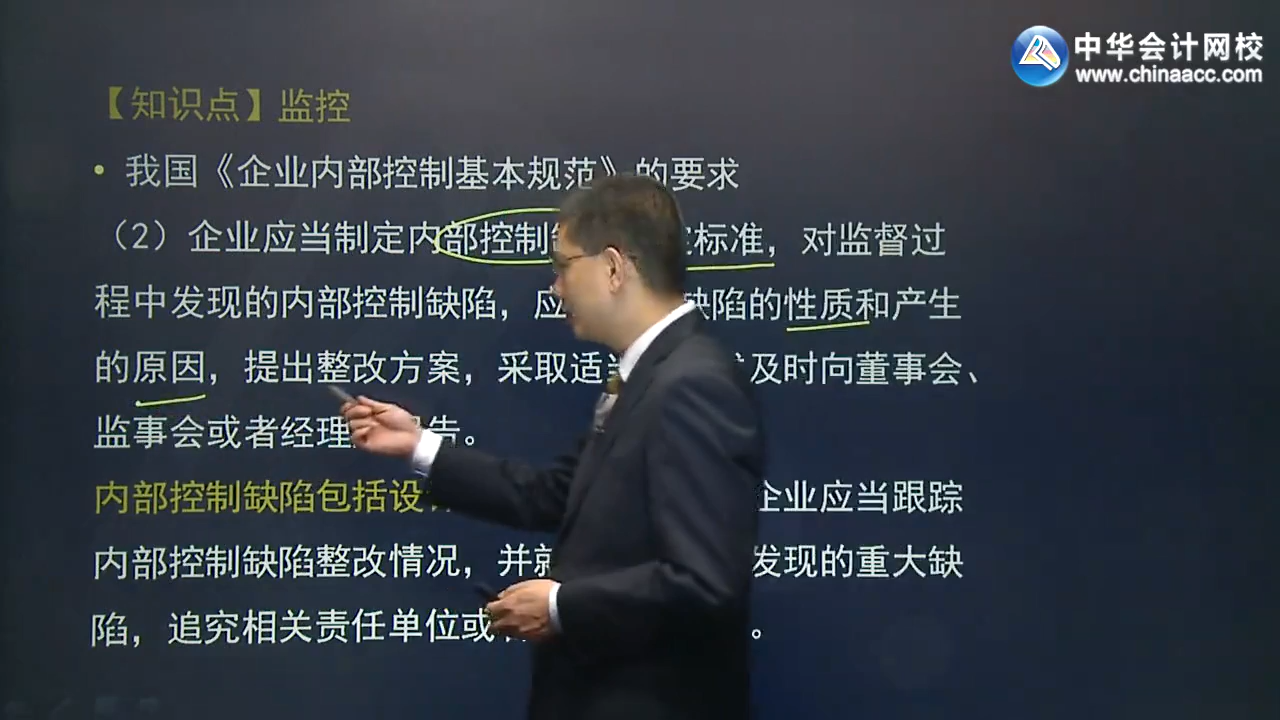 中华会计网校
www.chinaacc.com
【知识点】监控
• 我国《企业内部控制基本规范》的要求
（2）企业应当制定内部控制 标准，对监督过
程中发现的内部控制缺陷，应 缺陷的性质和产生
的原因，提出整改方案，采取适 及时向董事会、
监事会或者经理 告。
内部控制缺陷包括设 企业应当跟踪
内部控制缺陷整改情况，并就 发现的重大缺
陷，追究相关责任单位或 。